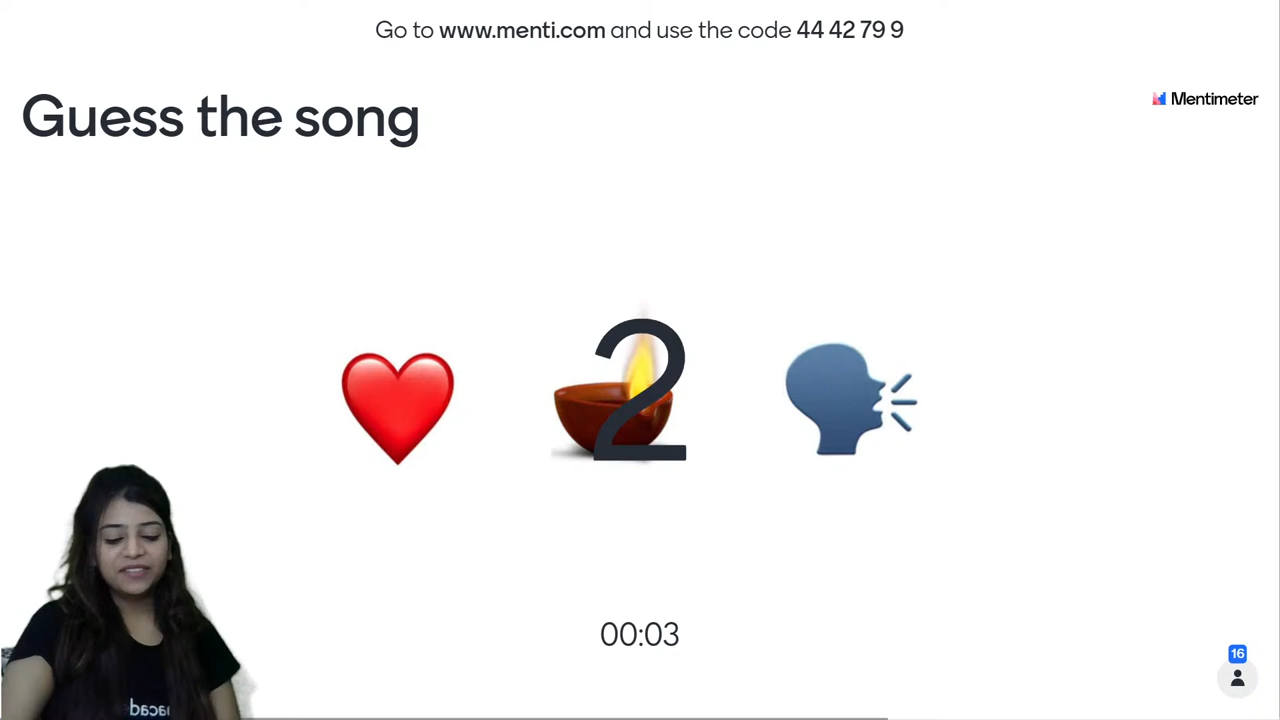 Go to www.menti.com and use the code 44 42 79 9
Guess the song
Mentimeter
2
00:03
16